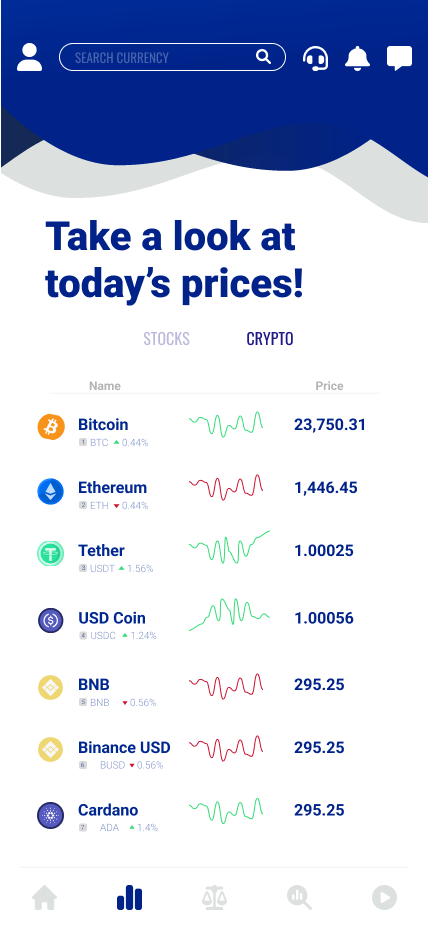 SEARCH CURRENCY
Take a look at
today’s prices!
STOCKS CRYPTO
Name Price
Bitcoin 23,750.31
1 BTC 0.44%
Ethereum 1,446.45
2 ETH 0.44%
Tether 1.00025
3 USDT 1.56%
USD Coin 1.00056
4 USDC 1.24%
BNB 295.25
5 BNB 0.56%
Binance USD 295.25
6 BUSD 0.56%
Cardano 295.25
7 ADA 1.4%